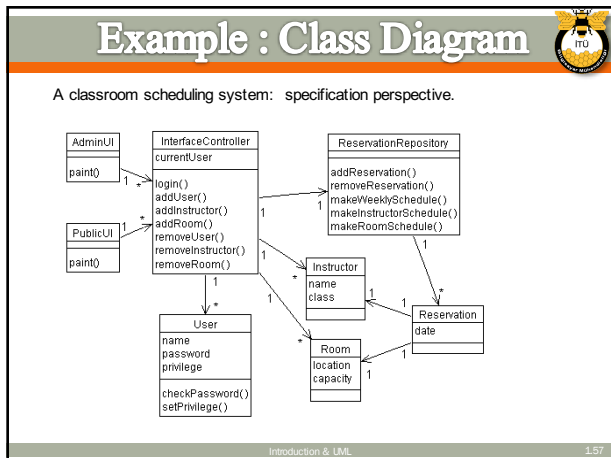 Example : Class Diagram
İTÜ
A classroom scheduling system: specification perspective.
AdminUI
paint()
1
*
PublicUI
paint()
1
*
InterfaceController
currentUser
login()
addUser()
addInstructor()
addRoom()
removeUser()
removeInstructor()
removeRoom()
1
1
ReservationRepository
addReservation()
removeReservation()
makeWeeklySchedule()
makeInstructorSchedule()
makeRoomSchedule()
1
*
1
*
Instructor
name
class
1
1
Reservation
date
1
*
User
name
password
privilege
checkPassword()
setPrivilege()
1
*
Room
location
capacity
1
1
Introduction & UML
1.57